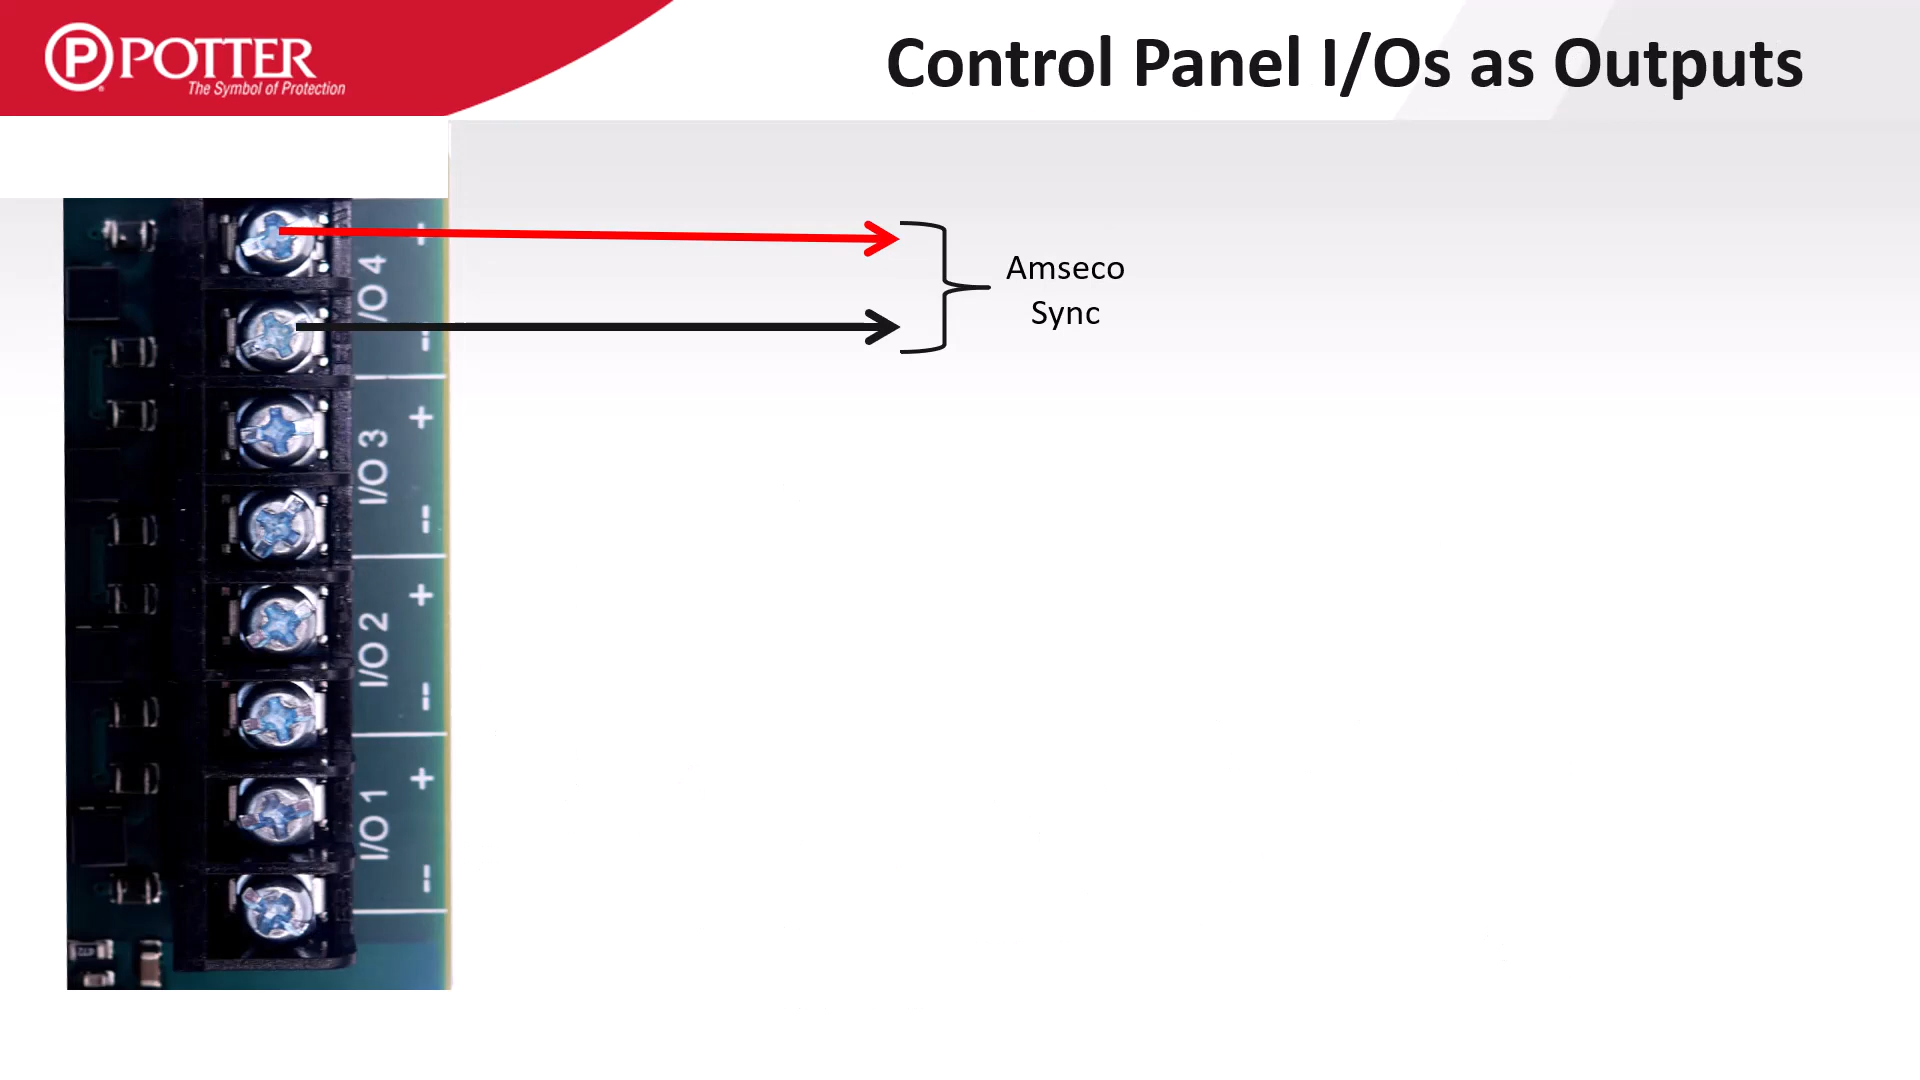 P POTTER
The Symbol of Protection
Control Panel I/Os as Outputs
Amseco
Sync
I/O 4
--
+
I/O 3
--
+
I/O 2
--
+
I/O 1
--